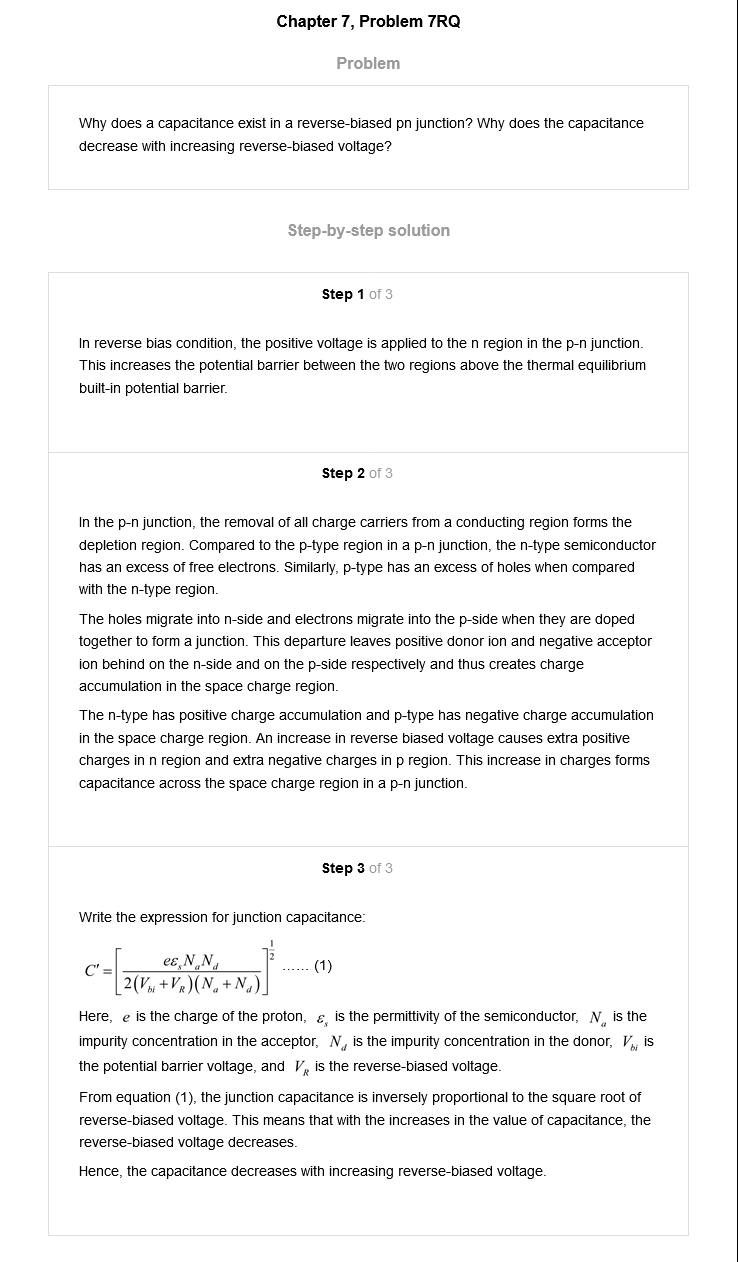 Chapter 7, Problem 7RQ
Problem
Why does a capacitance exist in a reverse-biased pn junction? Why does the capacitance
decrease with increasing reverse-biased voltage?
Step-by-step solution
Step 1 of 3
In reverse bias condition, the positive voltage is applied to the n region in the p-n junction.
This increases the potential barrier between the two regions above the thermal equilibrium
built-in potential barrier.
Step 2 of 3
In the p-n junction, the removal of all charge carriers from a conducting region forms the
depletion region. Compared to the p-type region in a p-n junction, the n-type semiconductor
has an excess of free electrons. Similarly, p-type has an excess of holes when compared
with the n-type region.
The holes migrate into n-side and electrons migrate into the p-side when they are doped
together to form a junction. This departure leaves positive donor ion and negative acceptor
ion behind on the n-side and on the p-side respectively and thus creates charge
accumulation in the space charge region.
The n-type has positive charge accumulation and p-type has negative charge accumulation
in the space charge region. An increase in reverse biased voltage causes extra positive
charges in n region and extra negative charges in p region. This increase in charges forms
capacitance across the space charge region in a p-n junction.
Step 3 of 3
Write the expression for junction capacitance:
C' = [eε_s N_a N_d / 2(V_bi + V_R)(N_a + N_d)]^(1/2) ...... (1)
Here, e is the charge of the proton, ε_s is the permittivity of the semiconductor, N_a is the
impurity concentration in the acceptor, N_d is the impurity concentration in the donor, V_bi is
the potential barrier voltage, and V_R is the reverse-biased voltage.
From equation (1), the junction capacitance is inversely proportional to the square root of
reverse-biased voltage. This means that with the increases in the value of capacitance, the
reverse-biased voltage decreases.
Hence, the capacitance decreases with increasing reverse-biased voltage.